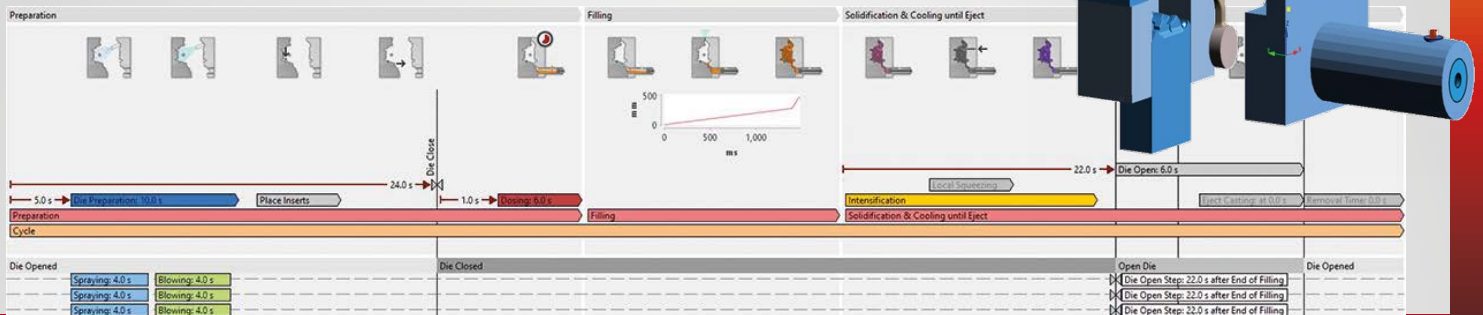 Preparation
Filling
Solidification & Cooling until Eject
500
mm
0
0
500
1,000
ms
Die Close
24.0 s
22.0 s
Die Open: 6.0 s
Local Squeezing
5.0 s
Die Preparation: 10.0 s
Place Inserts
1.0 s
Dosing: 6.0 s
Intensification
Eject Casting: at 0.0 s
Removal Time: 0.0 s
Preparation
Filling
Solidification & Cooling until Eject
Cycle
Die Opened
Die Closed
Open Die
Die Opened
Spraying: 4.0 s
Blowing: 4.0 s
Die Open Step: 22.0 s after End of Filling
Spraying: 4.0 s
Blowing: 4.0 s
Die Open Step: 22.0 s after End of Filling
Spraying: 4.0 s
Blowing: 4.0 s
Die Open Step: 22.0 s after End of Filling